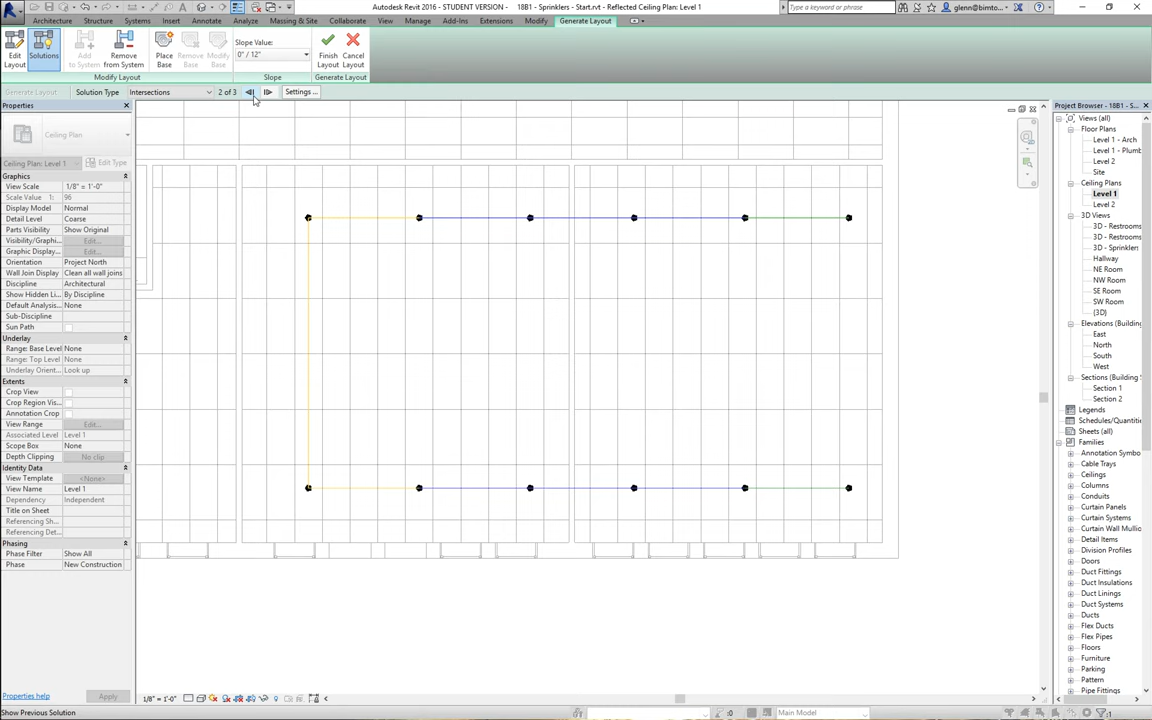 Autodesk Revit 2016 - STUDENT VERSION - 18B1 - Sprinklers - Start.rvt - Reflected Ceiling Plan: Level 1
Type a keyword or phrase
glenn@bimto...
Architecture Structure Systems Insert Annotate Analyze Massing & Site Collaborate View Manage Add-Ins Extensions Modify Generate Layout
Edit Layout
Solutions
Add to System
Remove from System
Place Base
Remove Base
Modify Base
Slope Value:
0" / 12"
Finish Layout
Cancel Layout
Modify Layout Slope Generate Layout
Generate Layout Solution Type Intersections 2 of 3 Settings ...
Properties
Ceiling Plan
Ceiling Plan: Level 1 Edit Type
Graphics
View Scale 1/8" = 1'-0"
Scale Value 1: 96
Display Model Normal
Detail Level Coarse
Parts Visibility Show Original
Visibility/Graphi... Edit...
Graphic Display... Edit...
Orientation Project North
Wall Join Display Clean all wall joins
Discipline Architectural
Show Hidden Li... By Discipline
Default Analysis... None
Sub-Discipline
Sun Path
Underlay
Range: Base Level None
Range: Top Level None
Underlay Orient... Look up
Extents
Crop View
Crop Region Vis...
Annotation Crop
View Range Edit...
Associated Level Level 1
Scope Box None
Depth Clipping No clip
Identity Data
View Template <None>
View Name Level 1
Dependency Independent
Title on Sheet
Referencing Sh...
Referencing Det...
Phasing
Phase Filter Show All
Phase New Construction
Properties help Apply
Project Browser - 18B1 - S...
Views (all)
Floor Plans
Level 1 - Arch
Level 1 - Plumb
Level 2
Site
Ceiling Plans
Level 1
Level 2
3D Views
3D - Restrooms
3D - Restrooms
3D - Sprinklers
Hallway
NE Room
NW Room
SE Room
SW Room
{3D}
Elevations (Building
East
North
South
West
Sections (Building S
Section 1
Section 2
Legends
Schedules/Quantitie
Sheets (all)
Families
Annotation Symbo
Cable Trays
Ceilings
Columns
Conduits
Curtain Panels
Curtain Systems
Curtain Wall Mullio
Detail Items
Division Profiles
Doors
Duct Fittings
Duct Insulations
Duct Linings
Duct Systems
Ducts
Flex Ducts
Flex Pipes
Floors
Furniture
Parking
Pattern
Pipe Fittings
1/8" = 1'-0"
Show Previous Solution
:0
Main Model
:1